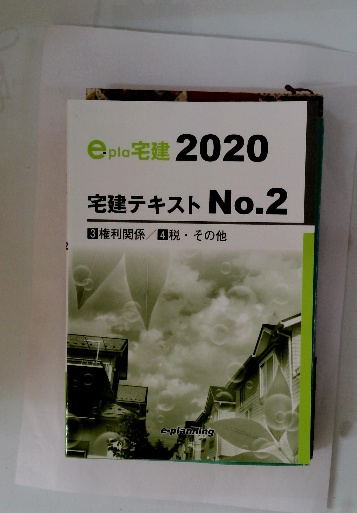 e-pla宅建 2020
宅建テキスト No.2
3権利関係／4税・その他
e-planning